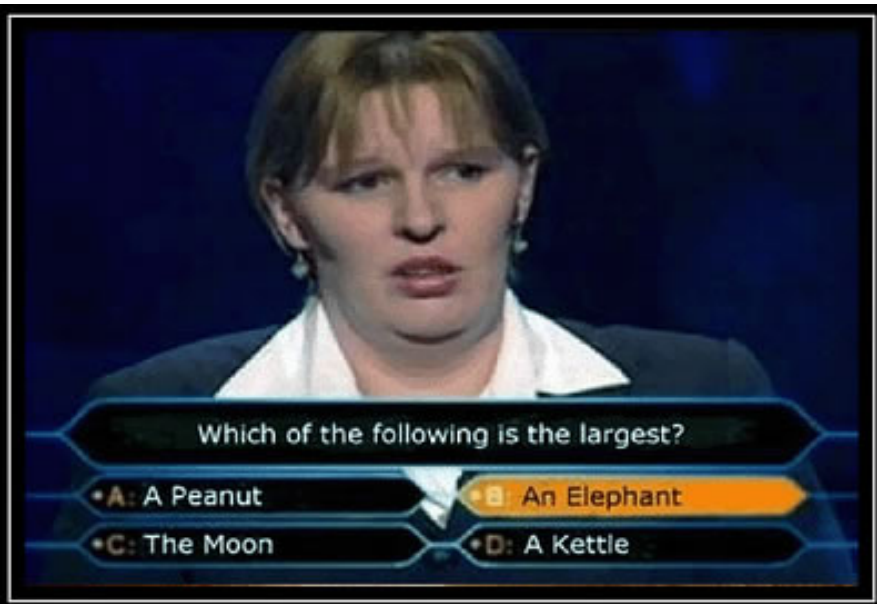 Which of the following is the largest?
A: A Peanut
B: An Elephant
C: The Moon
D: A Kettle